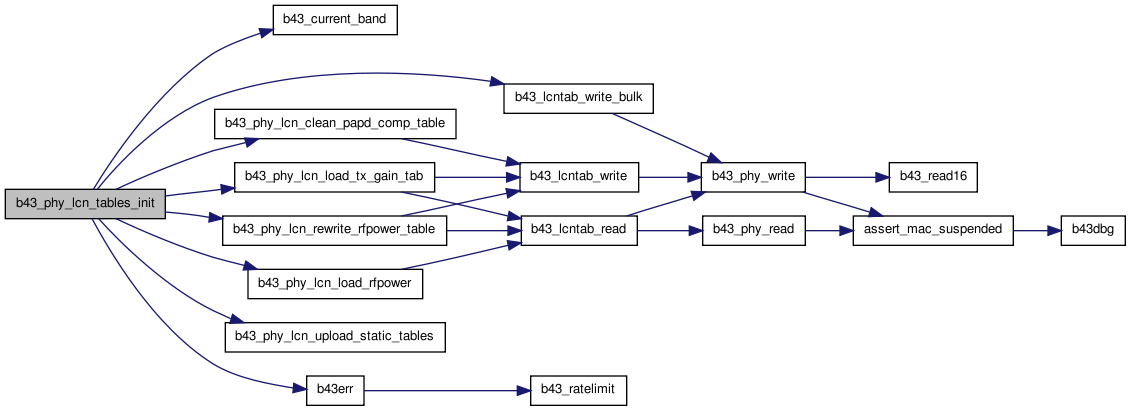 b43_current_band
b43_lcntab_write_bulk
b43_phy_lcn_clean_papd_comp_table
b43_phy_lcn_load_tx_gain_tab
b43_lcntab_write
b43_phy_write
b43_read16
b43_phy_lcn_tables_init
b43_phy_lcn_rewrite_rfpower_table
b43_lcntab_read
b43_phy_read
assert_mac_suspended
b43dbg
b43_phy_lcn_load_rfpower
b43_phy_lcn_upload_static_tables
b43err
b43_ratelimit